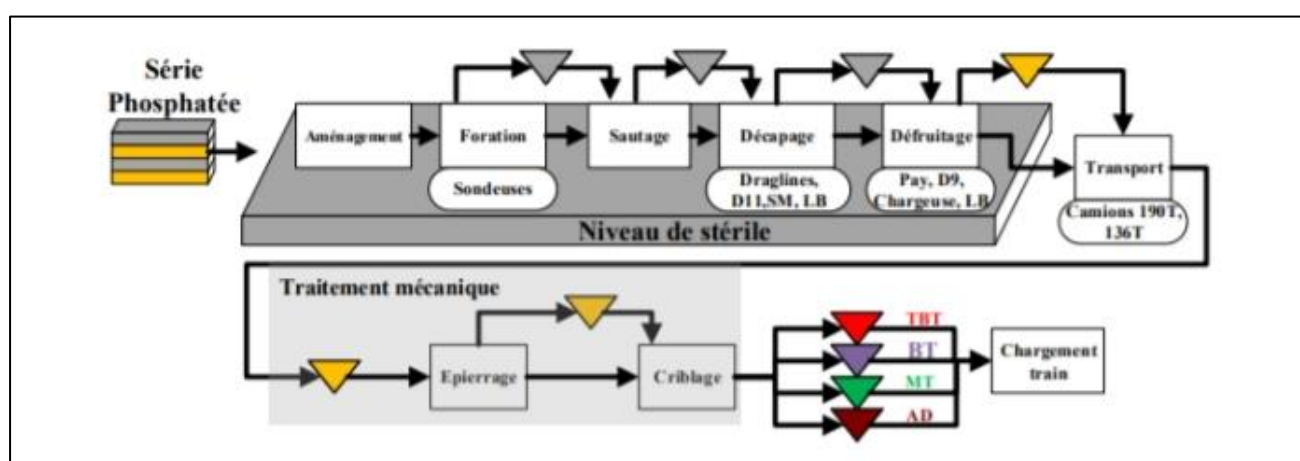 Série
Phosphatée
Aménagement
Foration
Sautage
Décapage
Défruitage
Transport
Sondeuses
Draglines,
D11,SM, LB
Pay, D9,
Chargeuse, LB
Camions 190T,
136T
Niveau de stérile
Traitement mécanique
Epierrage
Criblage
TBT
BT
MT
AD
Chargement
train